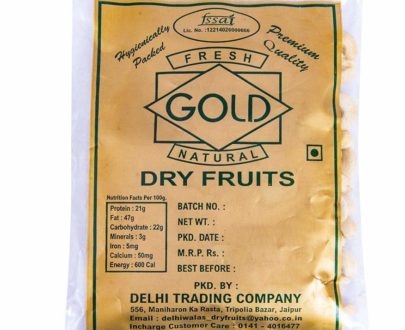 fssai
Lic. No. :12214026000666
Hygienically
Packed
Premium
Quality
FRESH
GOLD
NATURAL
DRY FRUITS
Nutrition Facts Per 100g.
Protein : 21g
Fat : 47g
Carbohydrate : 22g
Minerals : 3g
Iron : 5mg
Calcium : 50mg
Energy : 600 Cal
BATCH NO. :
NET WT. :
PKD. DATE :
M.R.P. Rs. :
BEST BEFORE :
PKD. BY :
DELHI TRADING COMPANY
556, Maniharon Ka Rasta, Tripolia Bazar, Jaipur
Email : delhiwalas_dryfruits@yahoo.co.in
Incharge Customer Care : 0141 - 4016477